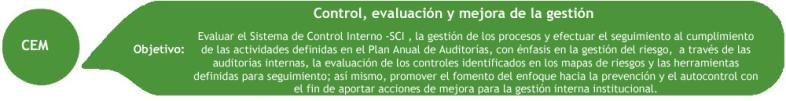 Control, evaluación y mejora de la gestión
CEM
Objetivo:
Evaluar el Sistema de Control Interno -SCI , la gestión de los procesos y efectuar el seguimiento al cumplimiento
de las actividades definidas en el Plan Anual de Auditorías, con énfasis en la gestión del riesgo, a través de las
auditorías internas, la evaluación de los controles identificados en los mapas de riesgos y las herramientas
definidas para seguimiento; así mismo, promover el fomento del enfoque hacia la prevención y el autocontrol con
el fin de aportar acciones de mejora para la gestión interna institucional.